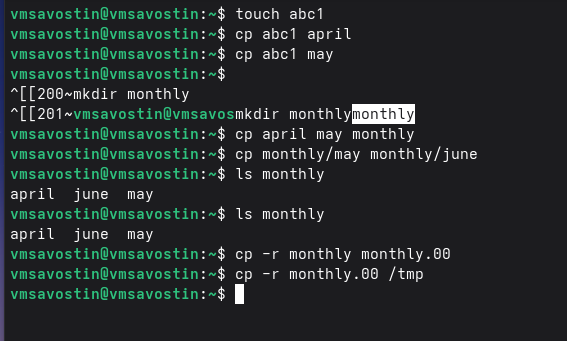 vmsavostin@vmsavostin:~$ touch abc1
vmsavostin@vmsavostin:~$ cp abc1 april
vmsavostin@vmsavostin:~$ cp abc1 may
vmsavostin@vmsavostin:~$
^[[200~mkdir monthly
^[[201~vmsavostin@vmsavosmkdir monthlymonthly
vmsavostin@vmsavostin:~$ cp april may monthly
vmsavostin@vmsavostin:~$ cp monthly/may monthly/june
vmsavostin@vmsavostin:~$ ls monthly
april  june  may
vmsavostin@vmsavostin:~$ ls monthly
april  june  may
vmsavostin@vmsavostin:~$ cp -r monthly monthly.00
vmsavostin@vmsavostin:~$ cp -r monthly.00 /tmp
vmsavostin@vmsavostin:~$